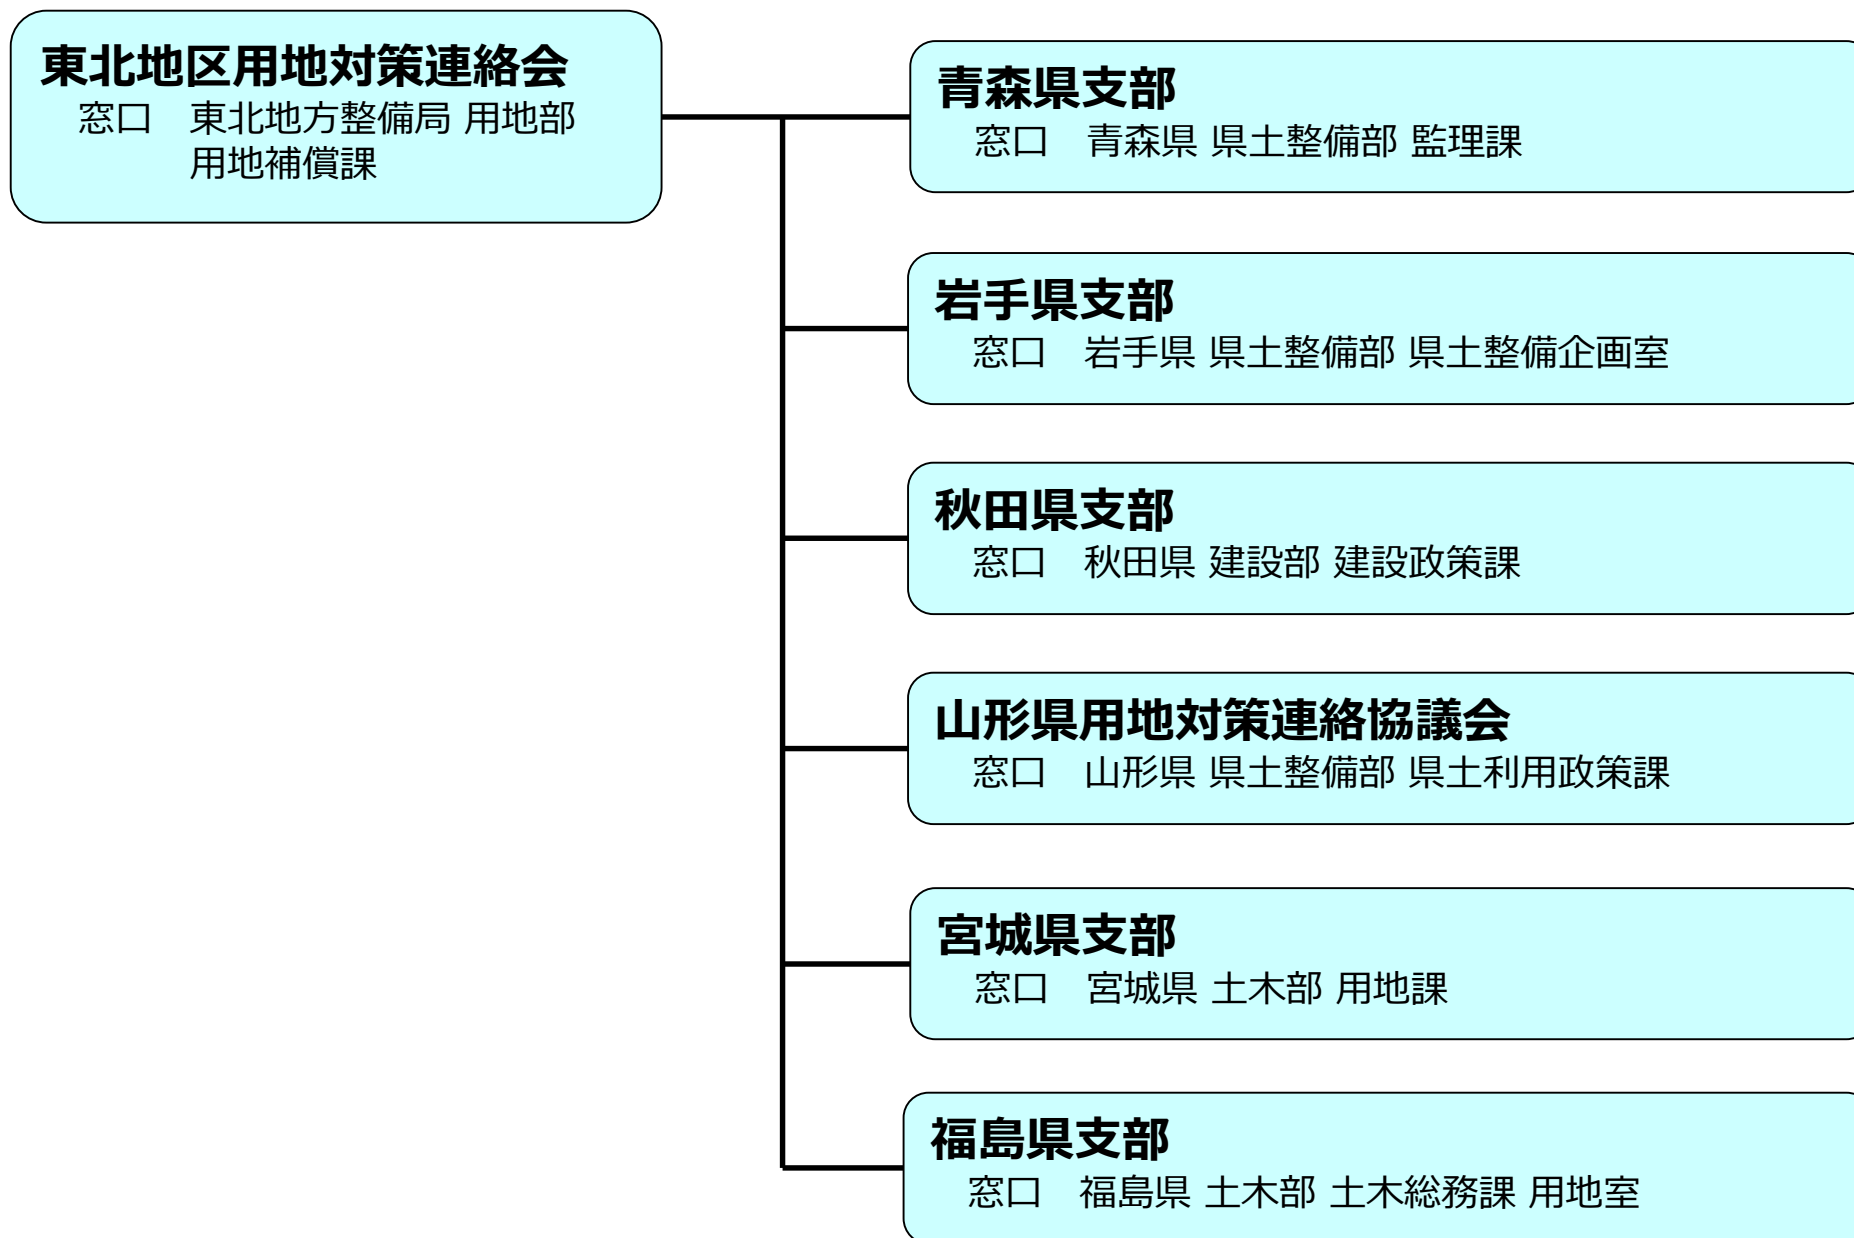 東北地区用地対策連絡会
窓口　東北地方整備局 用地部
用地補償課
青森県支部
窓口　青森県 県土整備部 監理課
岩手県支部
窓口　岩手県 県土整備部 県土整備企画室
秋田県支部
窓口　秋田県 建設部 建設政策課
山形県用地対策連絡協議会
窓口　山形県 県土整備部 県土利用政策課
宮城県支部
窓口　宮城県 土木部 用地課
福島県支部
窓口　福島県 土木部 土木総務課 用地室